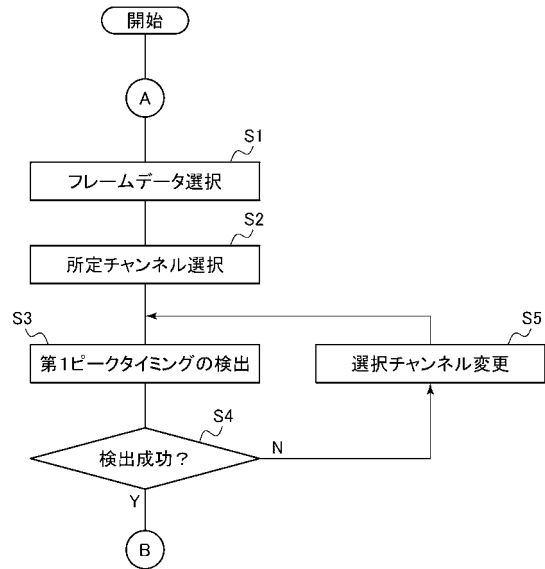 開始
A
S1
フレームデータ選択
S2
所定チャンネル選択
S3
第1ピークタイミングの検出
S5
選択チャンネル変更
S4
検出成功?
N
Y
B